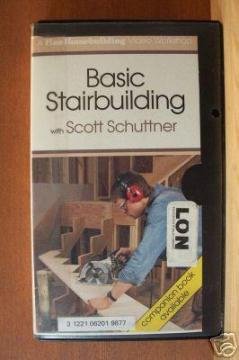 A Fine Homebuilding Video Workshop
Basic
Stairbuilding
with Scott Schuttner
LON
companion book
available
3 1221 06201 9877